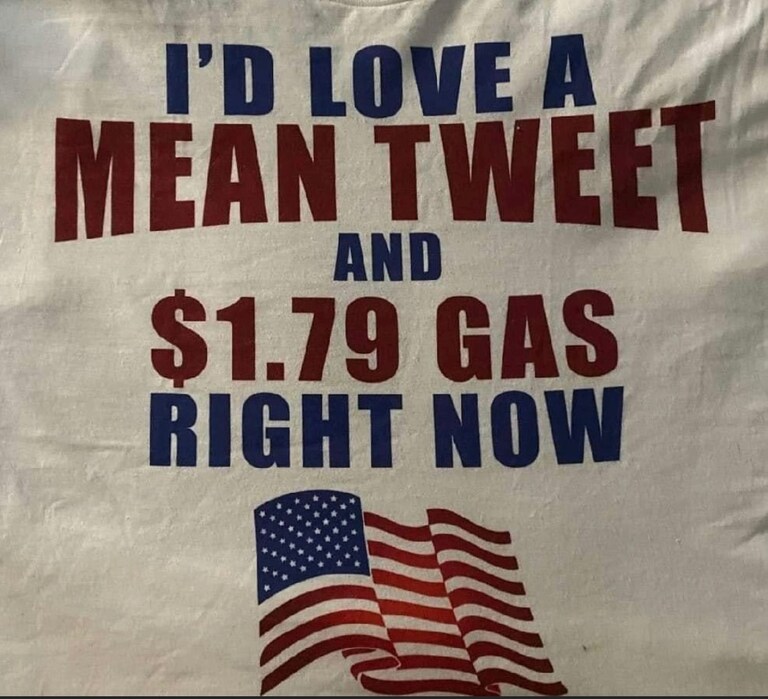 I'D LOVE A
MEAN TWEET
AND
$1.79 GAS
RIGHT NOW